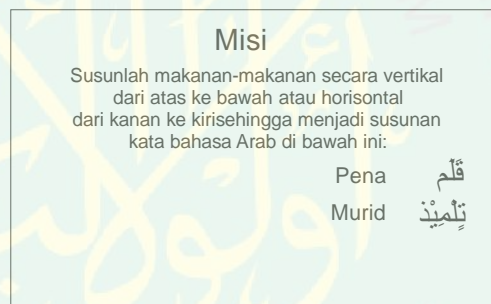 Misi
Susunlah makanan-makanan secara vertikal
dari atas ke bawah atau horisontal
dari kanan ke kirisehingga menjadi susunan
kata bahasa Arab di bawah ini:
Pena قَلَم
Murid تِلْمِيْذ